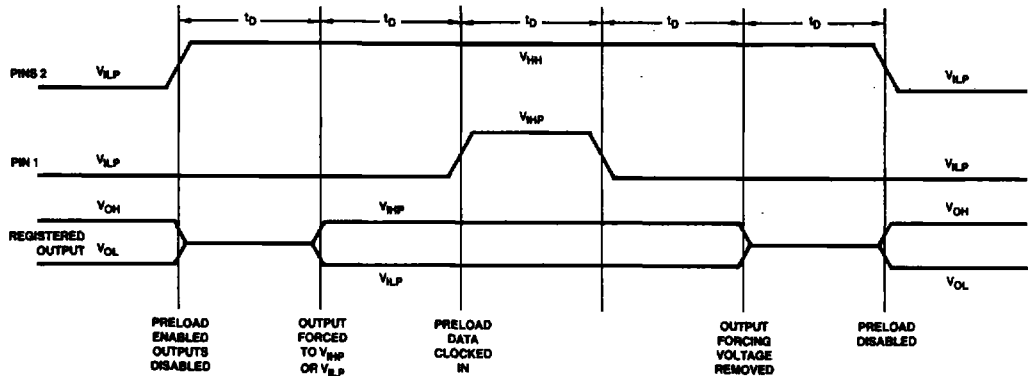 tD tD tD tD tD
PINS 2 VILP VHH VILP
VIHP
PIN 1 VILP VILP
VOH VIHP VOH
REGISTERED
OUTPUT VOL
VILP VOL
PRELOAD
ENABLED
OUTPUTS
DISABLED
OUTPUT
FORCED
TO VIHP
OR VILP
PRELOAD
DATA
CLOCKED
IN
OUTPUT
FORCING
VOLTAGE
REMOVED
PRELOAD
DISABLED